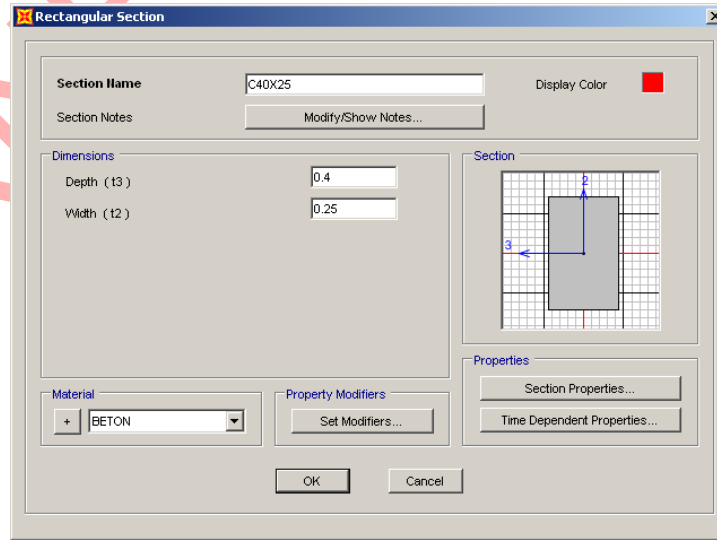 Rectangular Section
Section Name C40X25 Display Color
Section Notes Modify/Show Notes...
Dimensions
Depth ( t3 ) 0.4
Width ( t2 ) 0.25
Section
2
3
Properties
Section Properties...
Time Dependent Properties...
Material
+ BETON
Property Modifiers
Set Modifiers...
OK Cancel